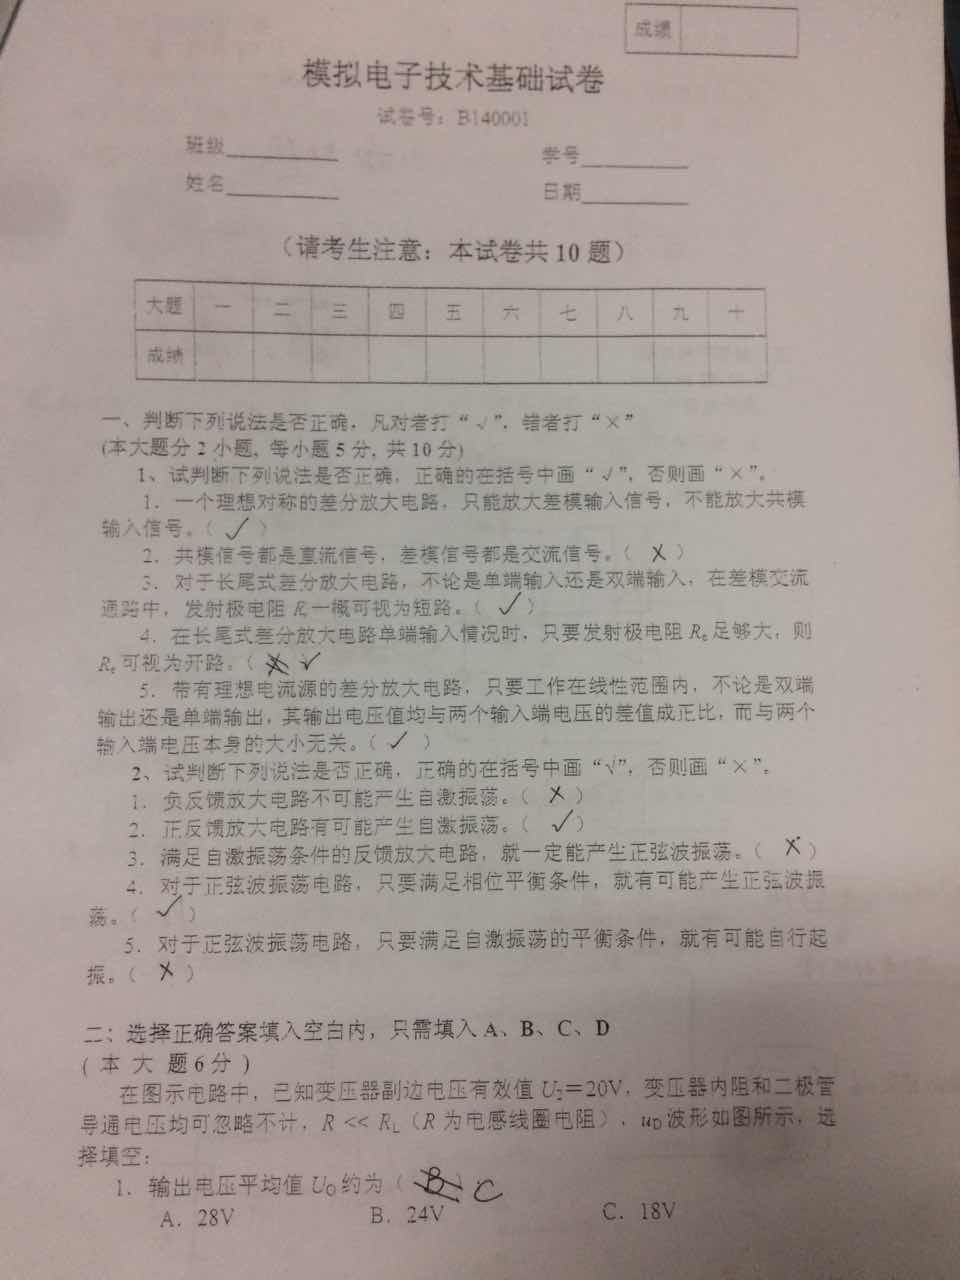 成绩
模拟电子技术基础试卷
试卷号：B140001
班级 学号
姓名 日期
（请考生注意：本试卷共10题）
大题 一 二 三 四 五 六 七 八 九 十
成绩
一、判断下列说法是否正确，凡对者打“√”，错者打“×”
(本大题分2小题, 每小题5分, 共10分)
1、试判断下列说法是否正确，正确的在括号中画“√”，否则画“×”。
1．一个理想对称的差分放大电路，只能放大差模输入信号，不能放大共模
输入信号。（ ✓ ）
2．共模信号都是直流信号，差模信号都是交流信号。（ × ）
3．对于长尾式差分放大电路，不论是单端输入还是双端输入，在差模交流
通路中，发射极电阻 Re 一概可视为短路。（ ✓ ）
4．在长尾式差分放大电路单端输入情况时，只要发射极电阻 Re 足够大，则
Re 可视为开路。（ × ✓
5．带有理想电流源的差分放大电路，只要工作在线性范围内，不论是双端
输出还是单端输出，其输出电压值均与两个输入端电压的差值成正比，而与两个
输入端电压本身的大小无关。（ ✓ ）
2、试判断下列说法是否正确，正确的在括号中画“√”，否则画“×”。
1．负反馈放大电路不可能产生自激振荡。（ × ）
2．正反馈放大电路有可能产生自激振荡。（ ✓ ）
3．满足自激振荡条件的反馈放大电路，就一定能产生正弦波振荡。（ × ）
4．对于正弦波振荡电路，只要满足相位平衡条件，就有可能产生正弦波振
荡。（ ✓ ）
5．对于正弦波振荡电路，只要满足自激振荡的平衡条件，就有可能自行起
振。（ × ）
二：选择正确答案填入空白内，只需填入A、B、C、D
( 本 大 题 6 分 )
在图示电路中，已知变压器副边电压有效值 U2＝20V，变压器内阻和二极管
导通电压均可忽略不计，R << RL（R 为电感线圈电阻），uD 波形如图所示，选
择填空：
1．输出电压平均值 UO 约为（ B ） C
A．28V B．24V C．18V